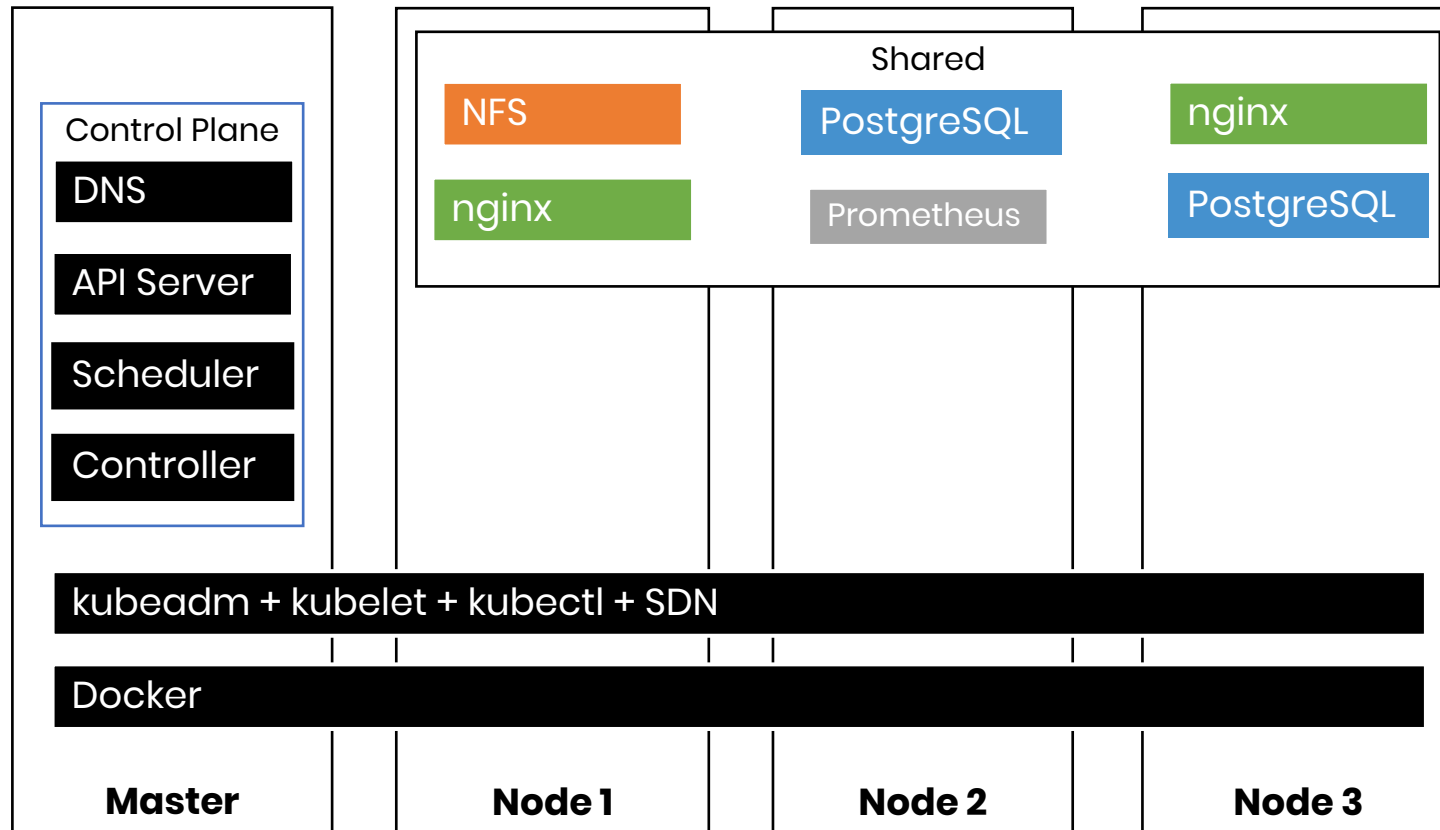 Control Plane
DNS
API Server
Scheduler
Controller
Shared
NFS
PostgreSQL
nginx
nginx
Prometheus
PostgreSQL
kubeadm + kubelet + kubectl + SDN
Docker
Master
Node 1
Node 2
Node 3